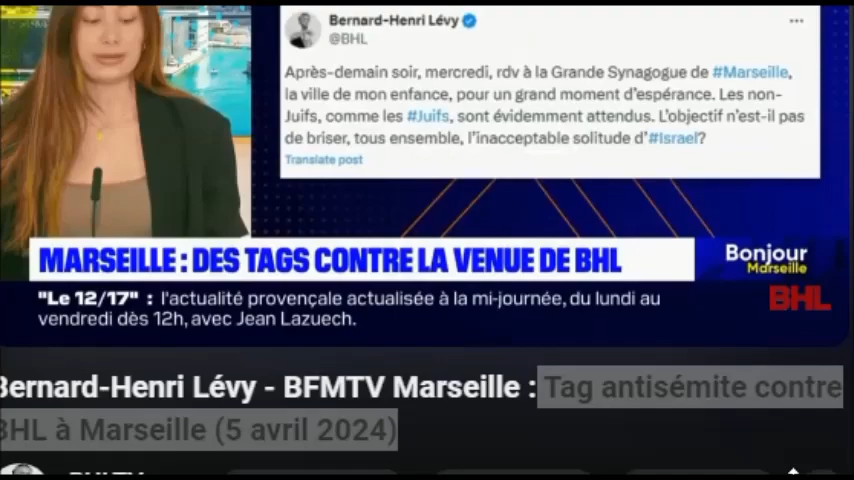 Bernard-Henri Lévy
@BHL
Après-demain soir, mercredi, rdv à la Grande Synagogue de #Marseille,
la ville de mon enfance, pour un grand moment d'espérance. Les non-
Juifs, comme les #Juifs, sont évidemment attendus. L'objectif n'est-il pas
de briser, tous ensemble, l'inacceptable solitude d'#Israel?
Translate post
MARSEILLE : DES TAGS CONTRE LA VENUE DE BHL
Bonjour
Marseille
"Le 12/17" : l'actualité provençale actualisée à la mi-journée, du lundi au
vendredi dès 12h, avec Jean Lazuech.
BHL
Bernard-Henri Lévy - BFMTV Marseille : Tag antisémite contre
BHL à Marseille (5 avril 2024)